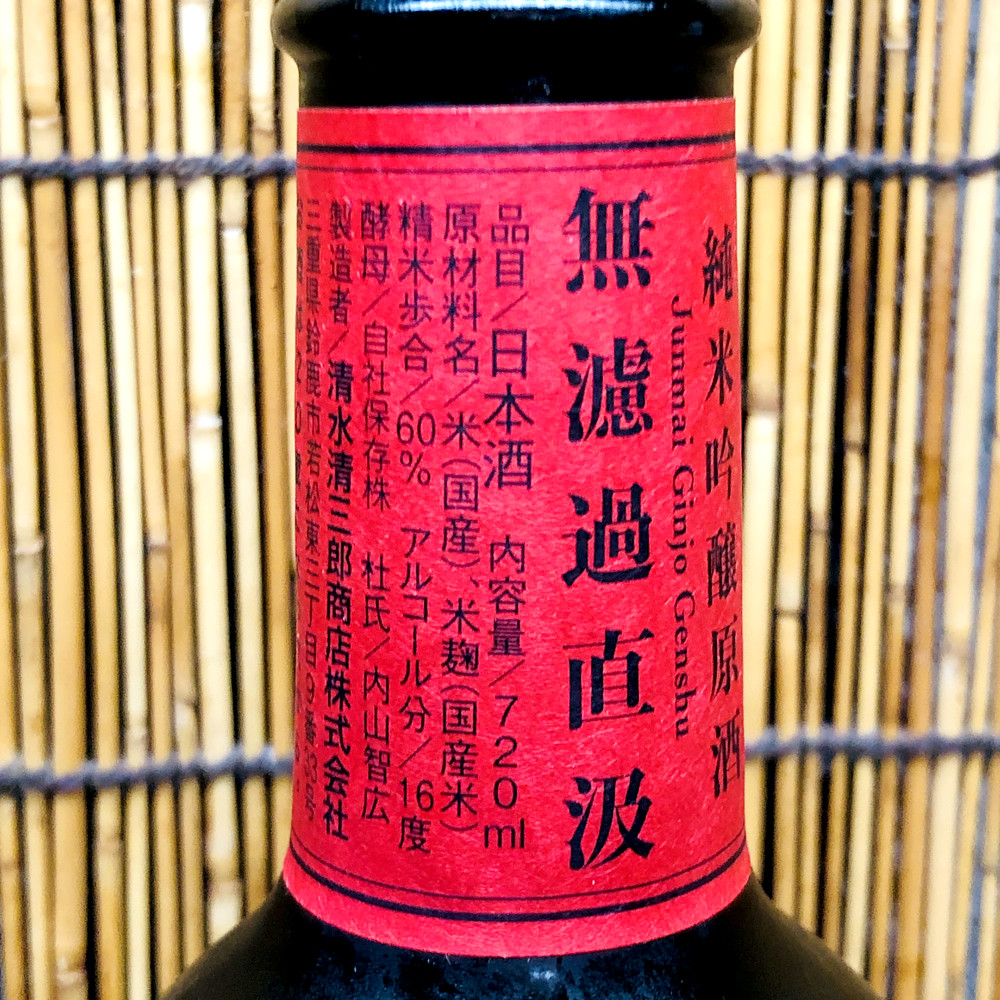 純米吟醸原酒
Junmai Ginjo Genshu
無濾過直汲
品目／日本酒 内容量／720ml
原材料名／米(国産)、米麹(国産米)
精米歩合／60% アルコール分／16度
酵母／自社保存株 杜氏／内山智広
製造者／清水清三郎商店株式会社
三重県鈴鹿市若松東三丁目9番33号